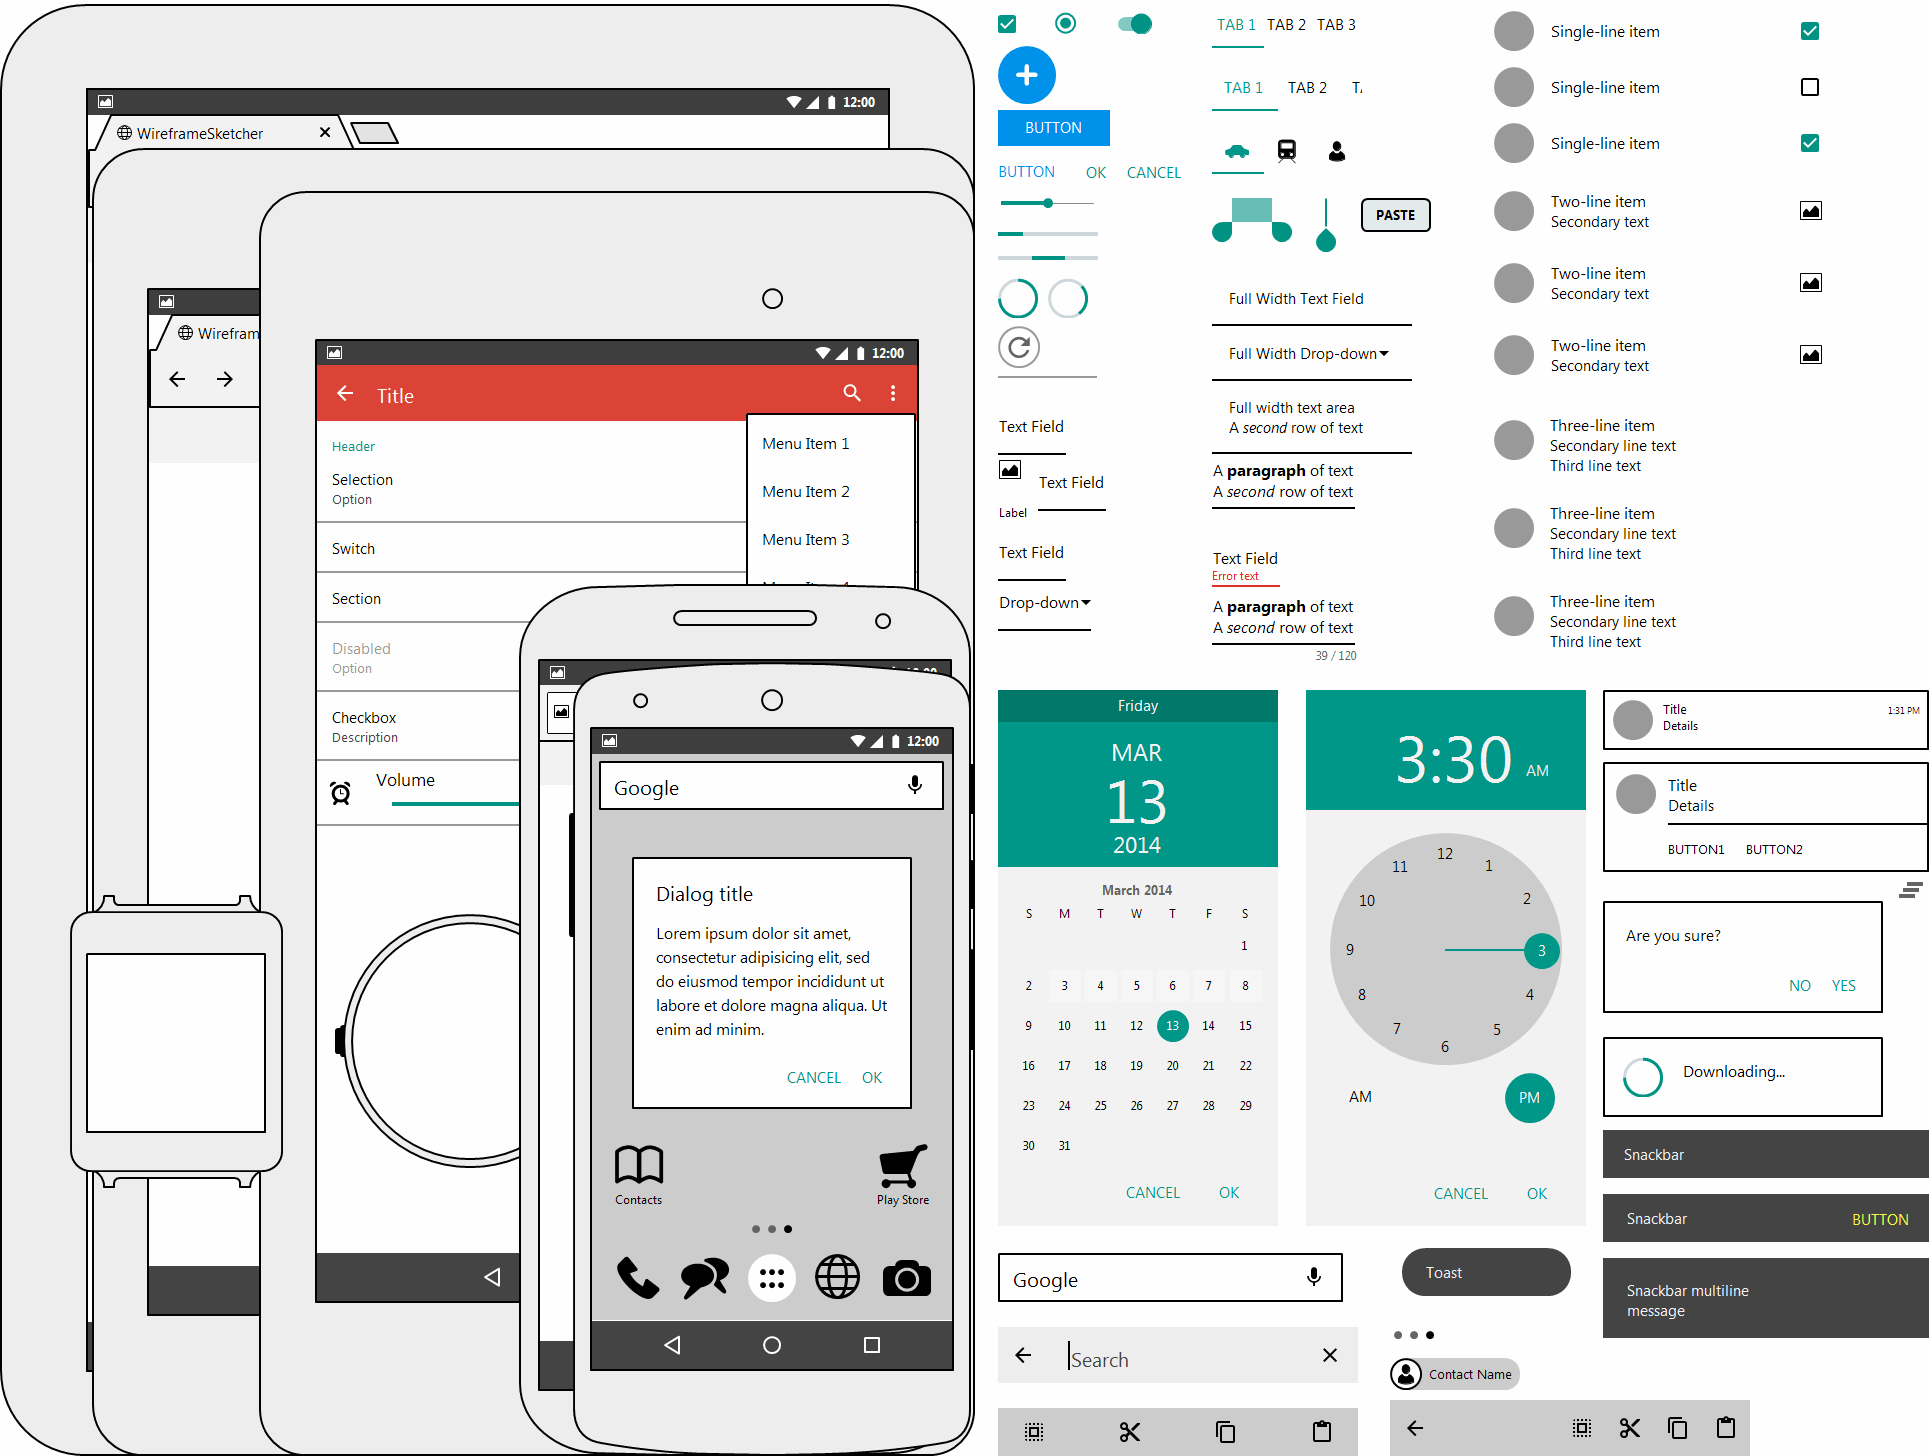 12:00
WireframeSketcher
Wirefram
12:00
Title
Header
Selection
Option
Switch
Section
Disabled
Option
Checkbox
Description
Volume
Menu Item 1
Menu Item 2
Menu Item 3
12:00
Google
Dialog title
Lorem ipsum dolor sit amet,
consectetur adipisicing elit, sed
do eiusmod tempor incididunt ut
labore et dolore magna aliqua. Ut
enim ad minim.
CANCEL OK
Contacts
Play Store
BUTTON
BUTTON OK CANCEL
Text Field
Text Field
Label
Text Field
Drop-down
TAB 1 TAB 2 TAB 3
TAB 1 TAB 2
PASTE
Full Width Text Field
Full Width Drop-down
Full width text area
A second row of text
A paragraph of text
A second row of text
Text Field
Error text
A paragraph of text
A second row of text
39 / 120
Single-line item
Single-line item
Single-line item
Two-line item
Secondary text
Two-line item
Secondary text
Two-line item
Secondary text
Three-line item
Secondary line text
Third line text
Three-line item
Secondary line text
Third line text
Three-line item
Secondary line text
Third line text
Friday
MAR
13
2014
March 2014
S M T W T F S
1
2 3 4 5 6 7 8
9 10 11 12 13 14 15
16 17 18 19 20 21 22
23 24 25 26 27 28 29
30 31
CANCEL OK
3:30 AM
12
11 1
10 2
9 3
8 4
7 5
6
AM PM
CANCEL OK
Title 1:31 PM
Details
Title
Details
BUTTON1 BUTTON2
Are you sure?
NO YES
Downloading...
Snackbar
Snackbar BUTTON
Snackbar multiline
message
Google
Search
Toast
Contact Name